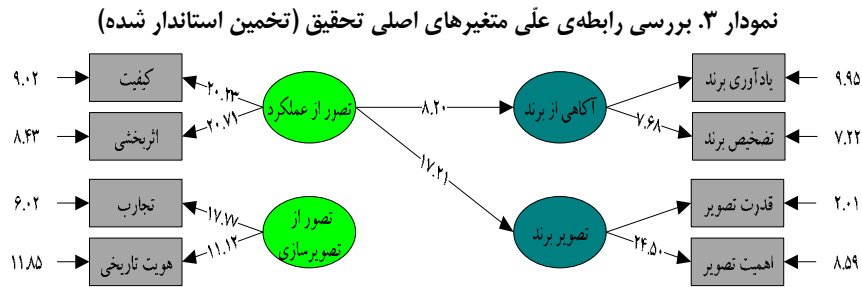 نمودار ۳. بررسی رابطه‌ی علّی متغیرهای اصلی تحقیق (تخمین استاندار شده)
یادآوری برند
۹.۹۵
تضخیص برند
۷.۲۲
قدرت تصویر
۲.۰۱
اهمیت تصویر
۸.۵۹
آگاهی از برند
۷.۶۸
تصویر برند
۲۴.۵۰
۸.۲۰
۱۷.۲۱
تصور از عملکرد
تصور از
تصویرسازی
۲۰.۲۳
۲۰.۷۱
۱۷.۷۷
۱۱.۱۲
کیفیت
۹.۰۲
اثربخشی
۸.۴۳
تجارب
۶.۰۲
هویت تاریخی
۱۱.۸۵